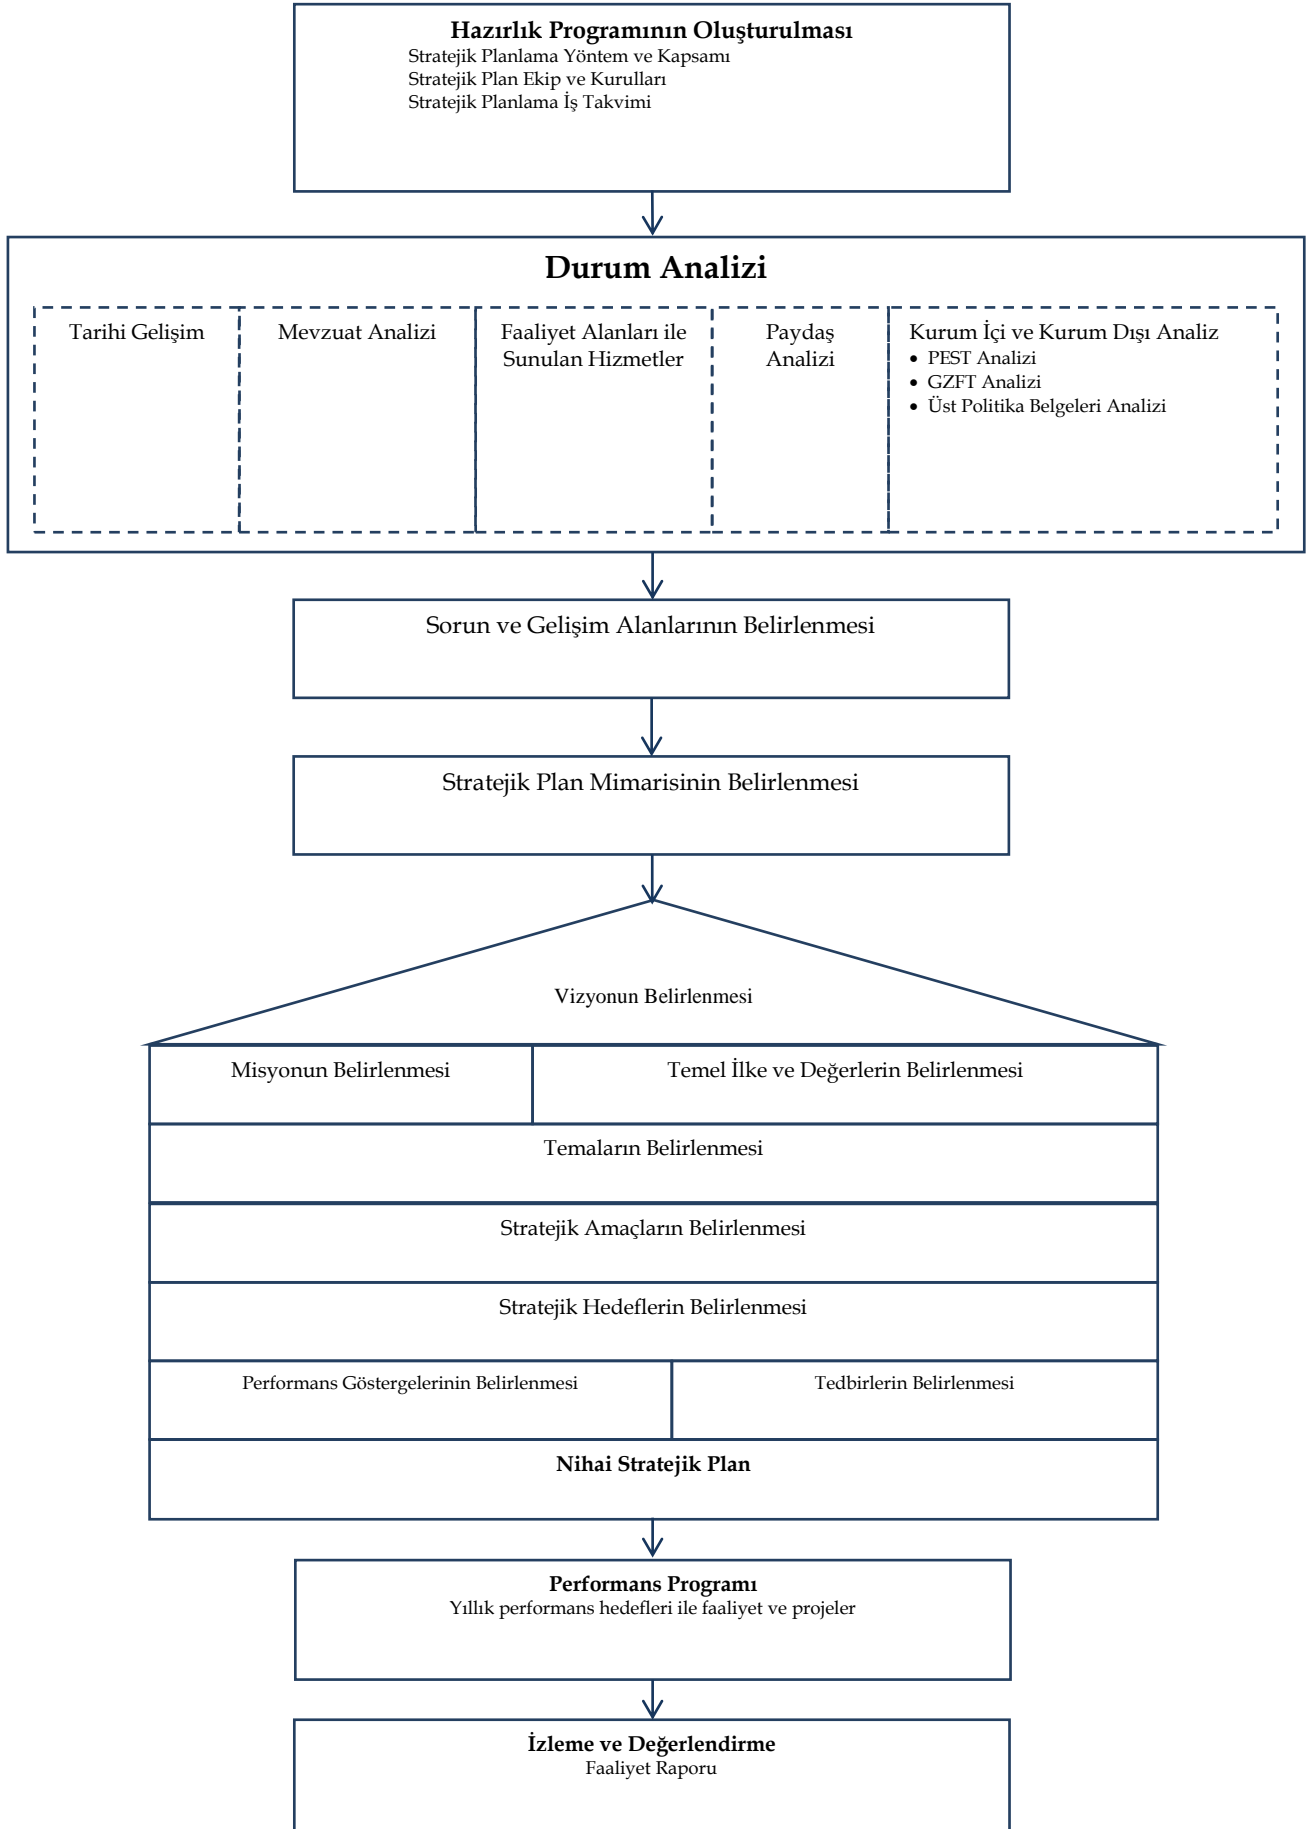 Hazırlık Programının Oluşturulması
Stratejik Planlama Yöntem ve Kapsamı
Stratejik Plan Ekip ve Kurulları
Stratejik Planlama İş Takvimi
Durum Analizi
Tarihi Gelişim
Mevzuat Analizi
Faaliyet Alanları ile
Sunulan Hizmetler
Paydaş
Analizi
Kurum İçi ve Kurum Dışı Analiz
• PEST Analizi
• GZFT Analizi
• Üst Politika Belgeleri Analizi
Sorun ve Gelişim Alanlarının Belirlenmesi
Stratejik Plan Mimarisinin Belirlenmesi
Vizyonun Belirlenmesi
Misyonun Belirlenmesi
Temel İlke ve Değerlerin Belirlenmesi
Temaların Belirlenmesi
Stratejik Amaçların Belirlenmesi
Stratejik Hedeflerin Belirlenmesi
Performans Göstergelerinin Belirlenmesi
Tedbirlerin Belirlenmesi
Nihai Stratejik Plan
Performans Programı
Yıllık performans hedefleri ile faaliyet ve projeler
İzleme ve Değerlendirme
Faaliyet Raporu